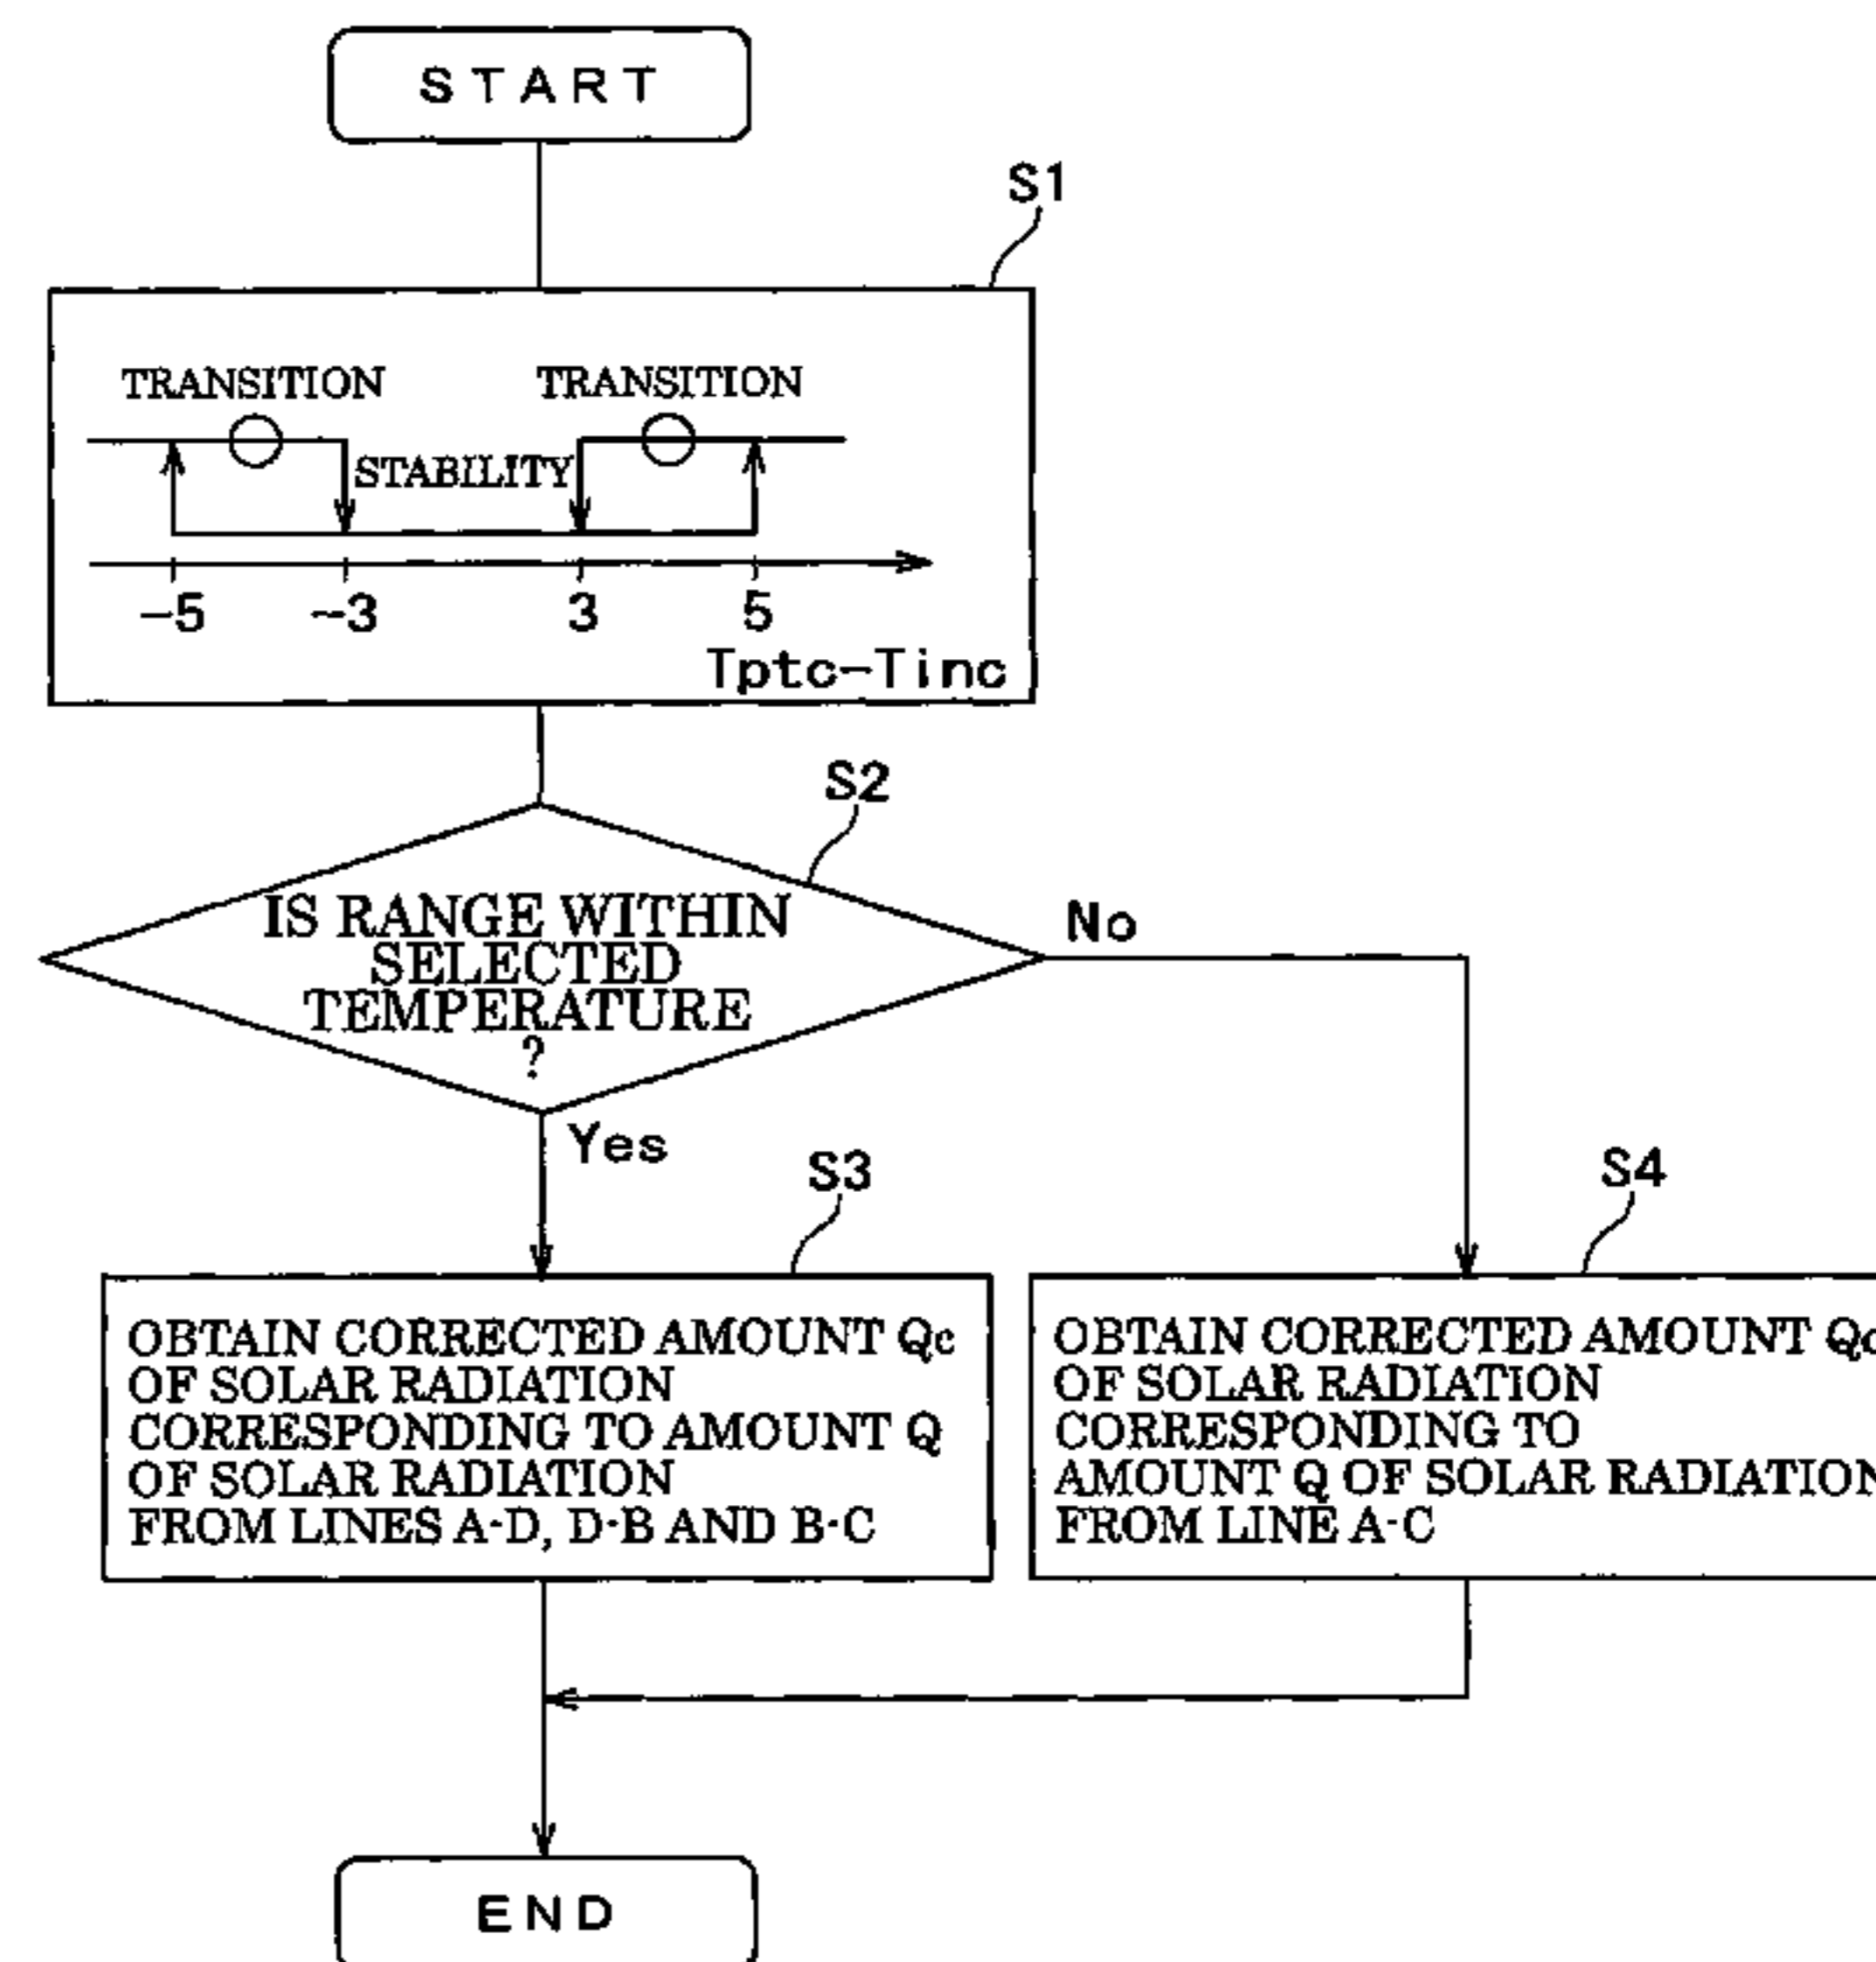 START
S1
TRANSITION TRANSITION
STABILITY
-5 -3 3 5
Tptc-Tinc
S2
IS RANGE WITHIN
SELECTED
TEMPERATURE
?
No
Yes
S3
S4
OBTAIN CORRECTED AMOUNT Qc
OF SOLAR RADIATION
CORRESPONDING TO AMOUNT Q
OF SOLAR RADIATION
FROM LINES A-D, D-B AND B-C
OBTAIN CORRECTED AMOUNT
OF SOLAR RADIATION
CORRESPONDING TO
AMOUNT Q OF SOLAR RADIATION
FROM LINE A-C
END